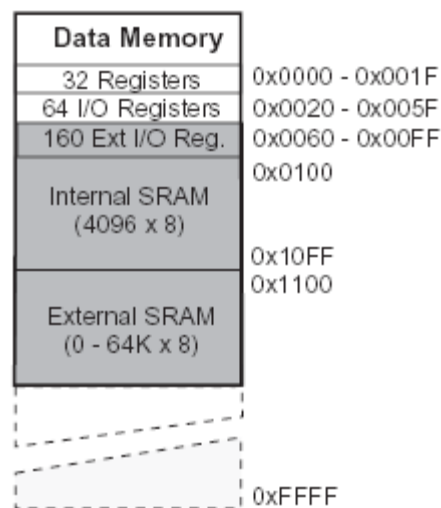 Data Memory
32 Registers 0x0000 - 0x001F
64 I/O Registers 0x0020 - 0x005F
160 Ext I/O Reg. 0x0060 - 0x00FF
0x0100
Internal SRAM
(4096 x 8)
0x10FF
0x1100
External SRAM
(0 - 64K x 8)
0xFFFF